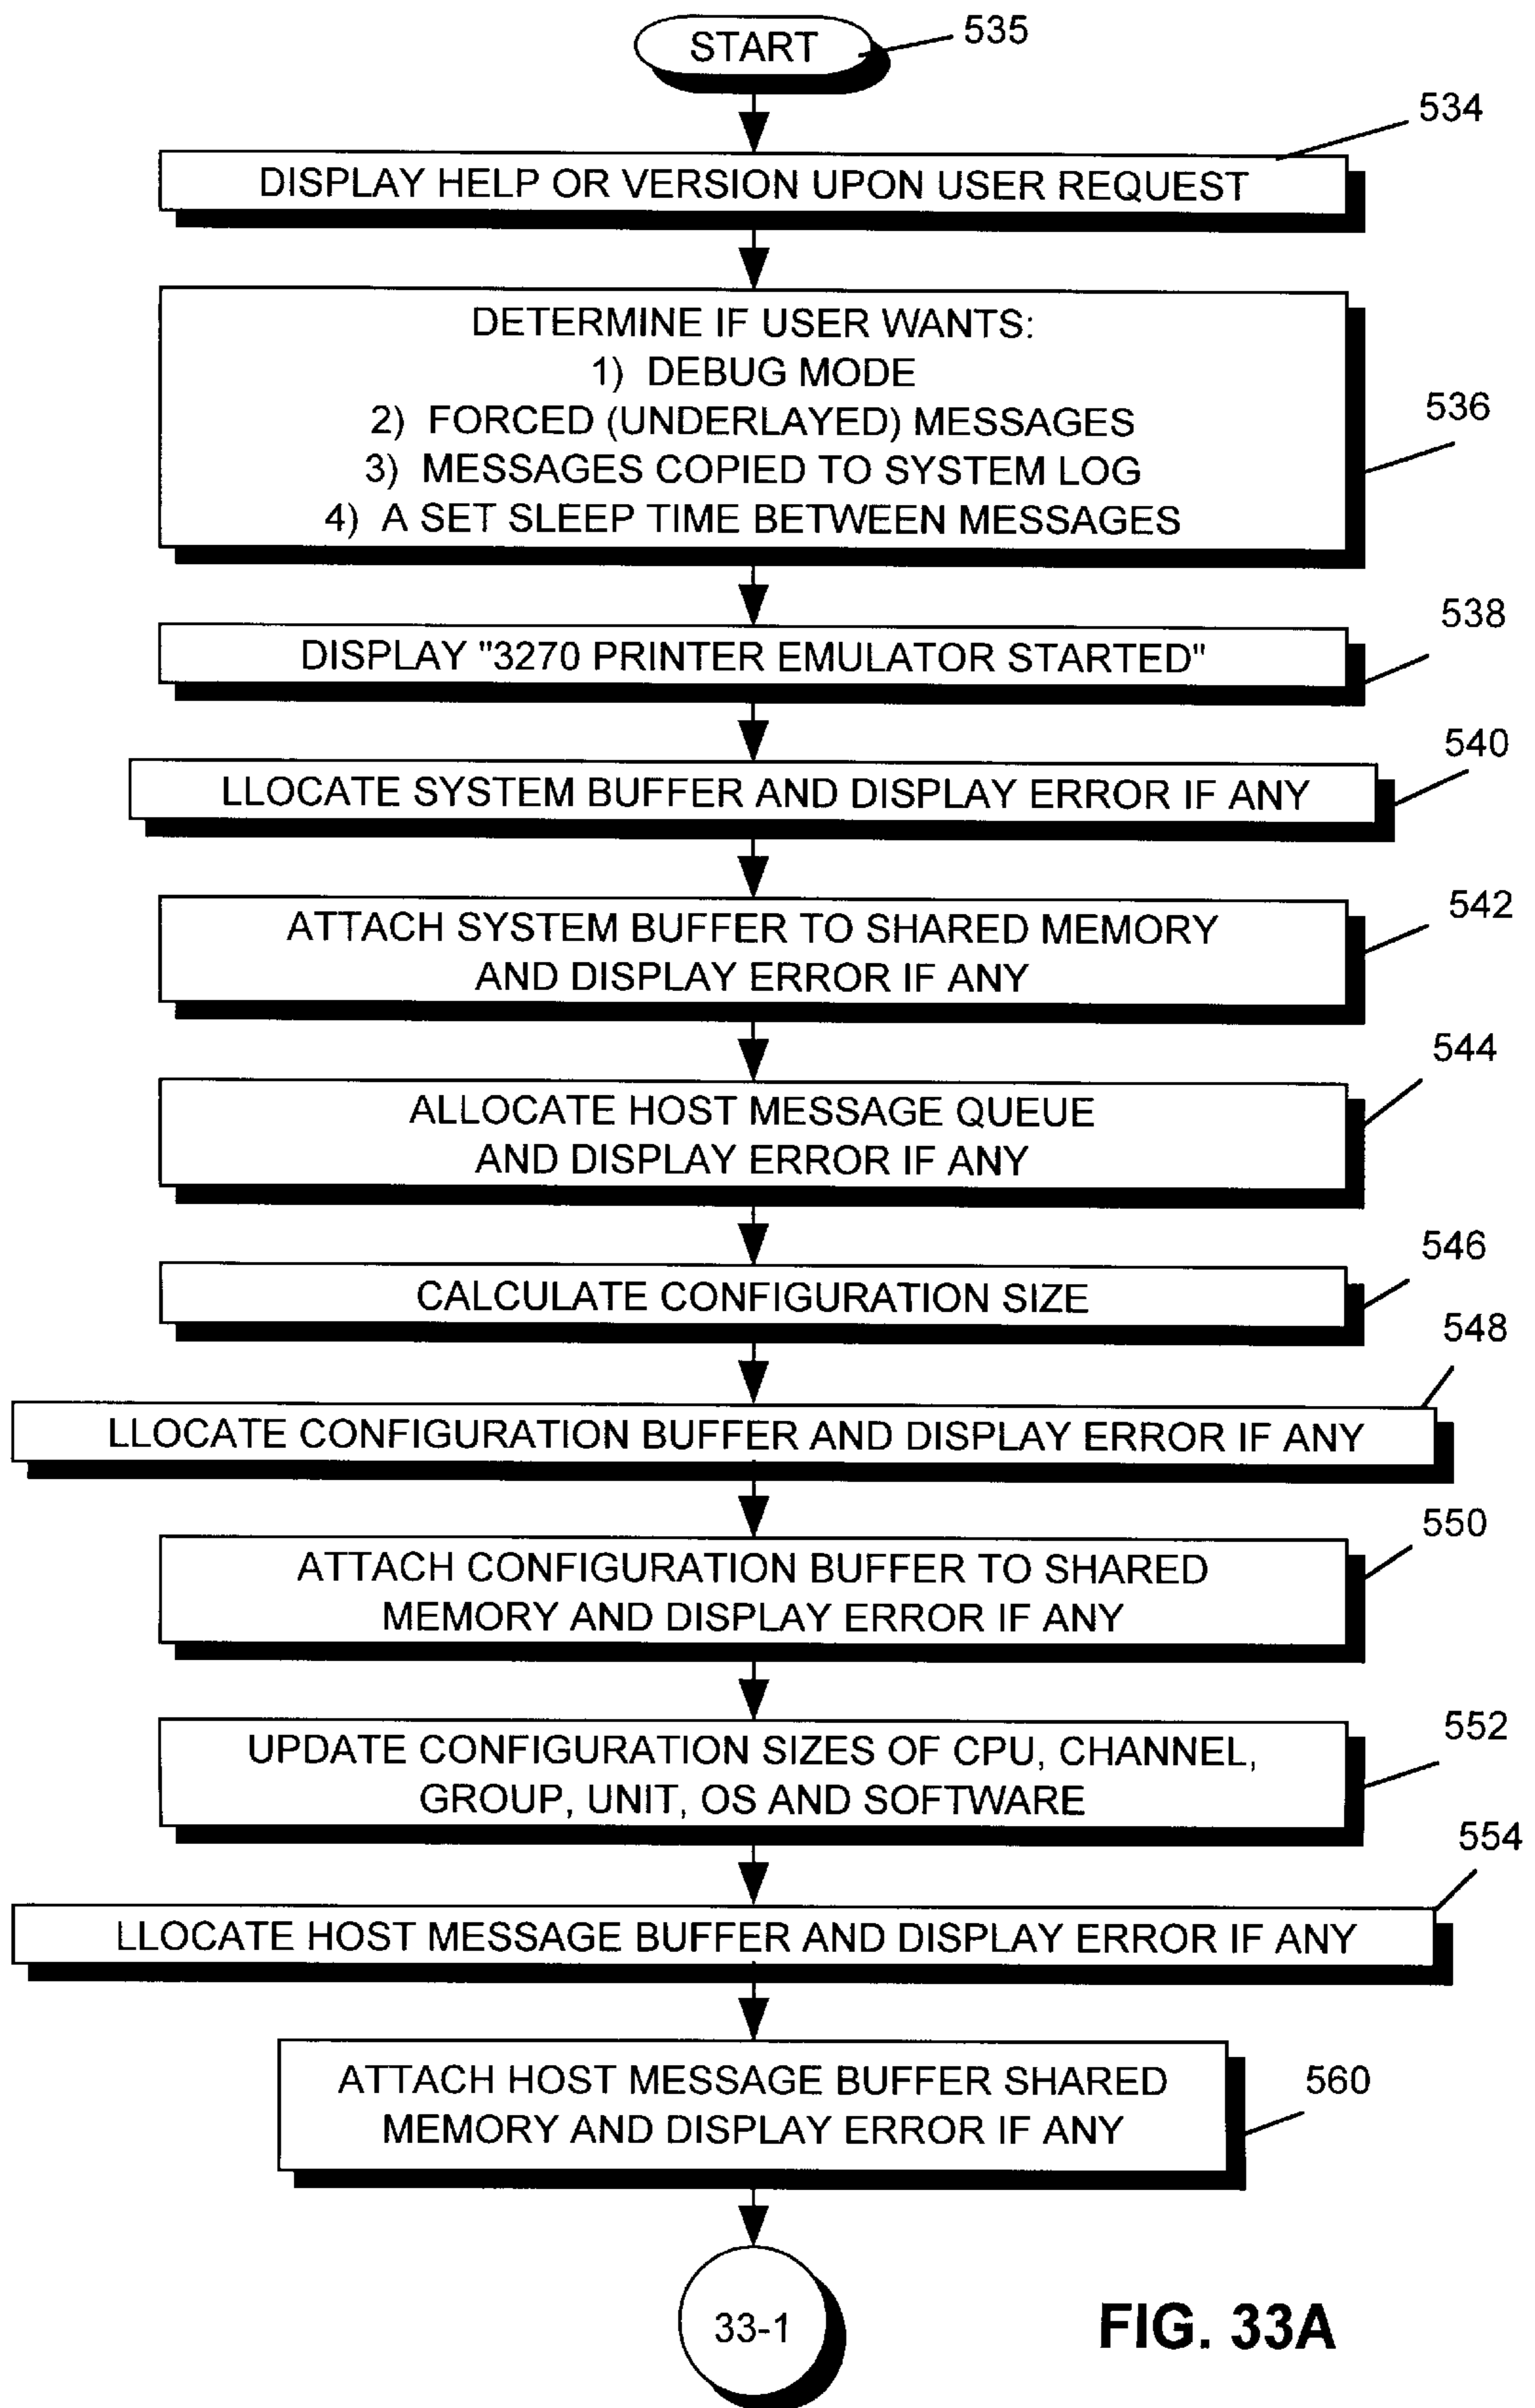 START
535
534
DISPLAY HELP OR VERSION UPON USER REQUEST
DETERMINE IF USER WANTS:
1) DEBUG MODE
2) FORCED (UNDERLAYED) MESSAGES
3) MESSAGES COPIED TO SYSTEM LOG
4) A SET SLEEP TIME BETWEEN MESSAGES
536
538
DISPLAY "3270 PRINTER EMULATOR STARTED"
540
LLOCATE SYSTEM BUFFER AND DISPLAY ERROR IF ANY
542
ATTACH SYSTEM BUFFER TO SHARED MEMORY
AND DISPLAY ERROR IF ANY
544
ALLOCATE HOST MESSAGE QUEUE
AND DISPLAY ERROR IF ANY
546
CALCULATE CONFIGURATION SIZE
548
LLOCATE CONFIGURATION BUFFER AND DISPLAY ERROR IF ANY
550
ATTACH CONFIGURATION BUFFER TO SHARED
MEMORY AND DISPLAY ERROR IF ANY
552
UPDATE CONFIGURATION SIZES OF CPU, CHANNEL,
GROUP, UNIT, OS AND SOFTWARE
554
LLOCATE HOST MESSAGE BUFFER AND DISPLAY ERROR IF ANY
ATTACH HOST MESSAGE BUFFER SHARED
MEMORY AND DISPLAY ERROR IF ANY
560
33-1
FIG. 33A